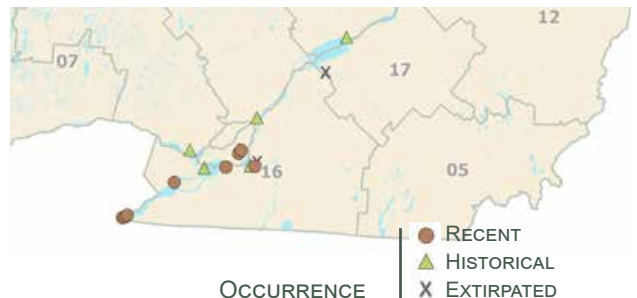 12
07
17
16
05
RECENT
HISTORICAL
OCCURRENCE
X EXTIRPATED